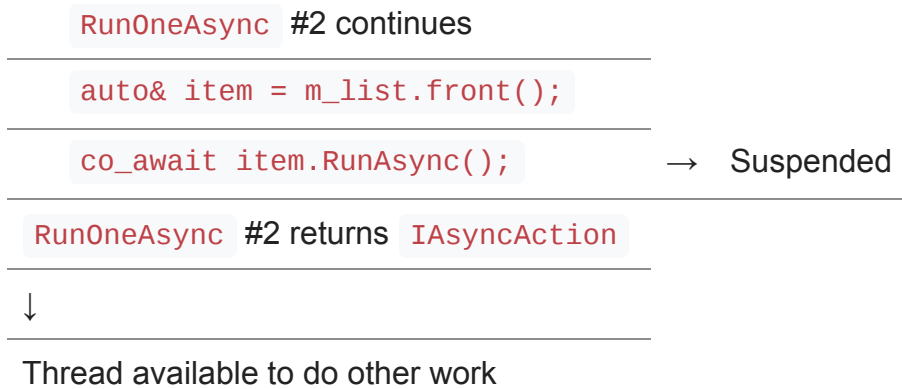 RunOneAsync #2 continues
auto& item = m_list.front();
co_await item.RunAsync(); → Suspended
RunOneAsync #2 returns IAsyncAction
↓
Thread available to do other work